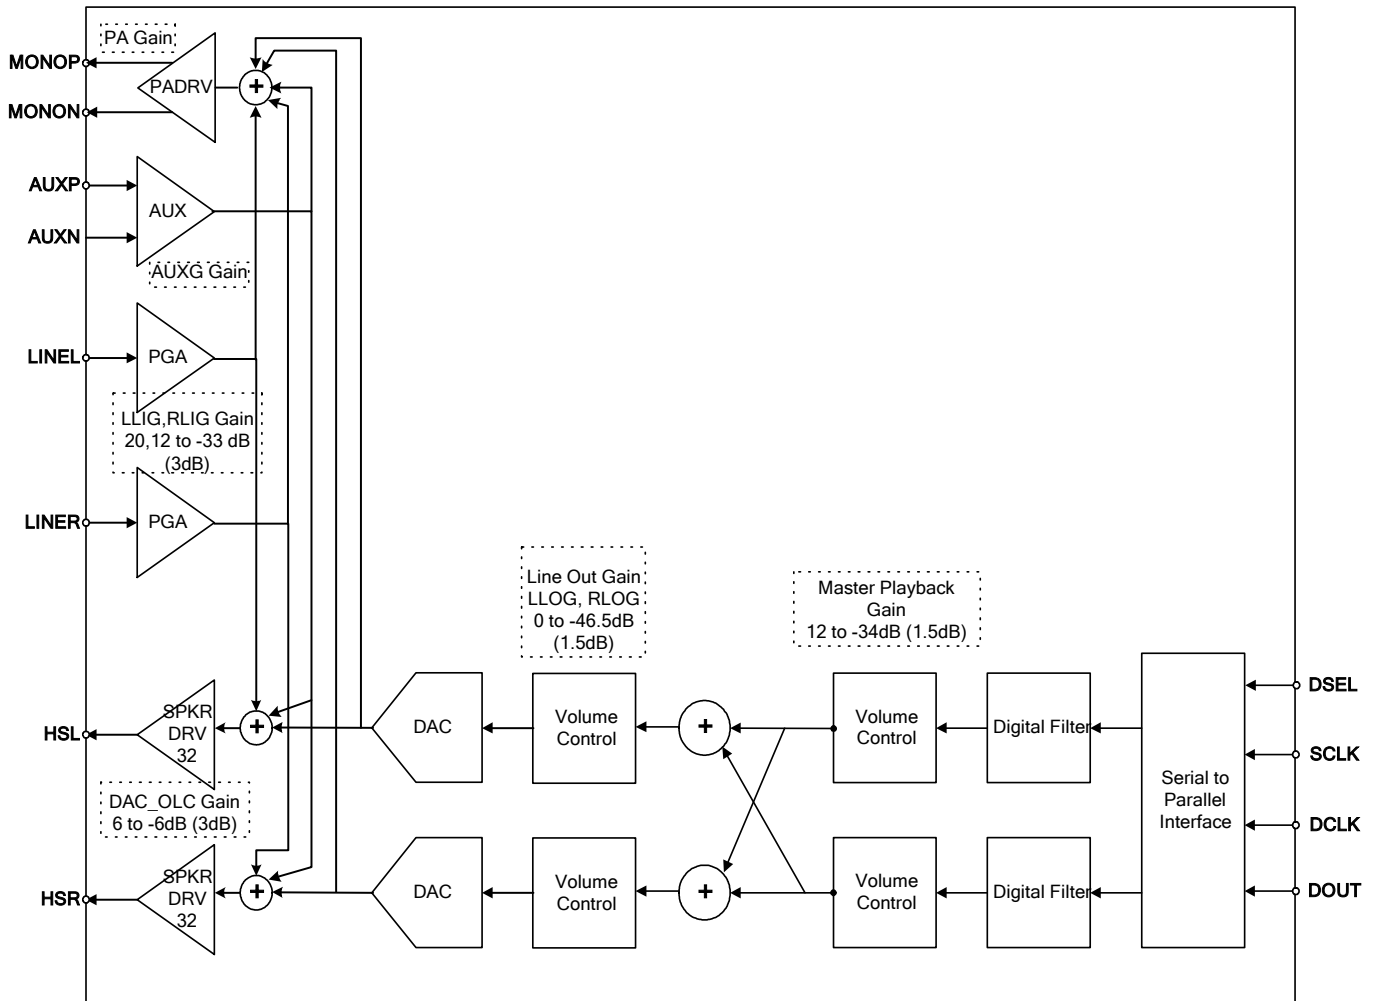 PA Gain
MONOP
PADRV
+
MONON
AUXP
AUX
AUXN
AUXG Gain
LINEL
PGA
LLIG,RLIG Gain
20,12 to -33 dB
(3dB)
LINER
PGA
Line Out Gain
LLOG, RLOG
0 to -46.5dB
(1.5dB)
Master Playback
Gain
12 to -34dB (1.5dB)
HSL
SPKR
DRV
32
+
DAC
Volume
Control
+
Volume
Control
Digital Filter
DSEL
SCLK
Serial to
Parallel
Interface
DCLK
DOUT
DAC_OLC Gain
6 to -6dB (3dB)
HSR
SPKR
DRV
32
+
DAC
Volume
Control
+
Volume
Control
Digital Filter